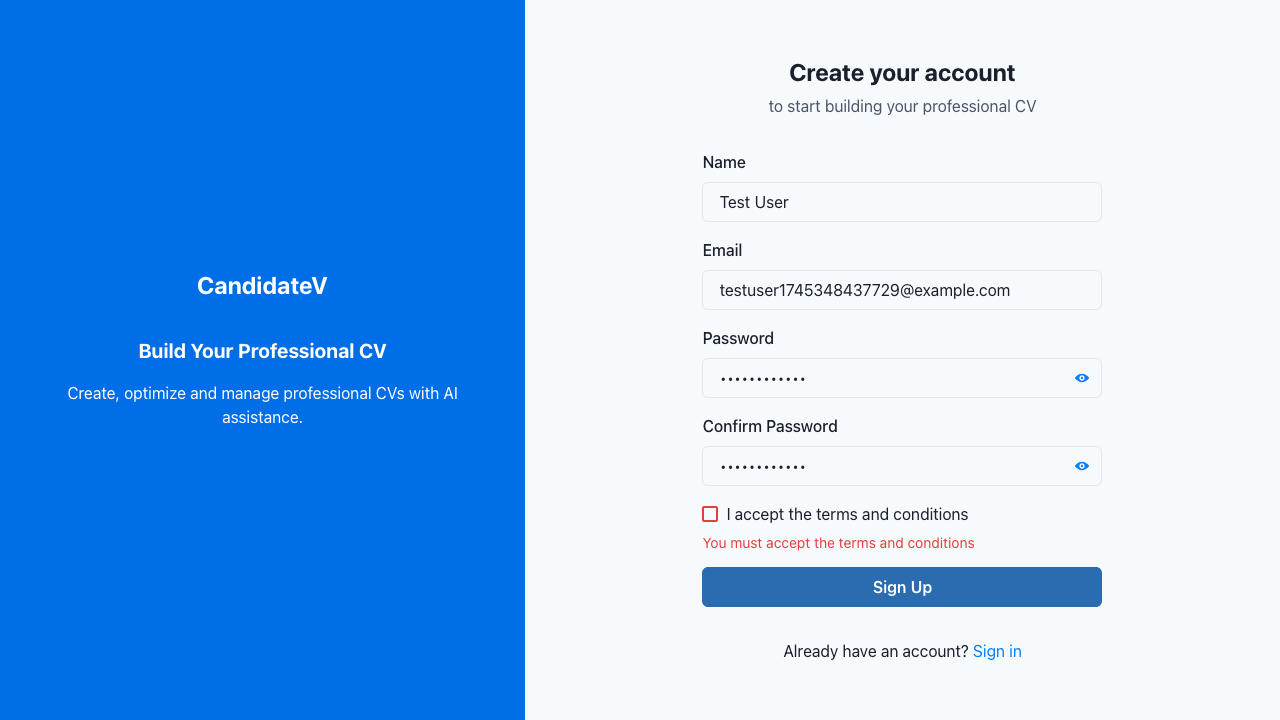 CandidateV
Build Your Professional CV
Create, optimize and manage professional CVs with AI
assistance.
Create your account
to start building your professional CV
Name
Test User
Email
testuser1745348437729@example.com
Password
••••••••••••
Confirm Password
••••••••••••
I accept the terms and conditions
You must accept the terms and conditions
Sign Up
Already have an account? Sign in